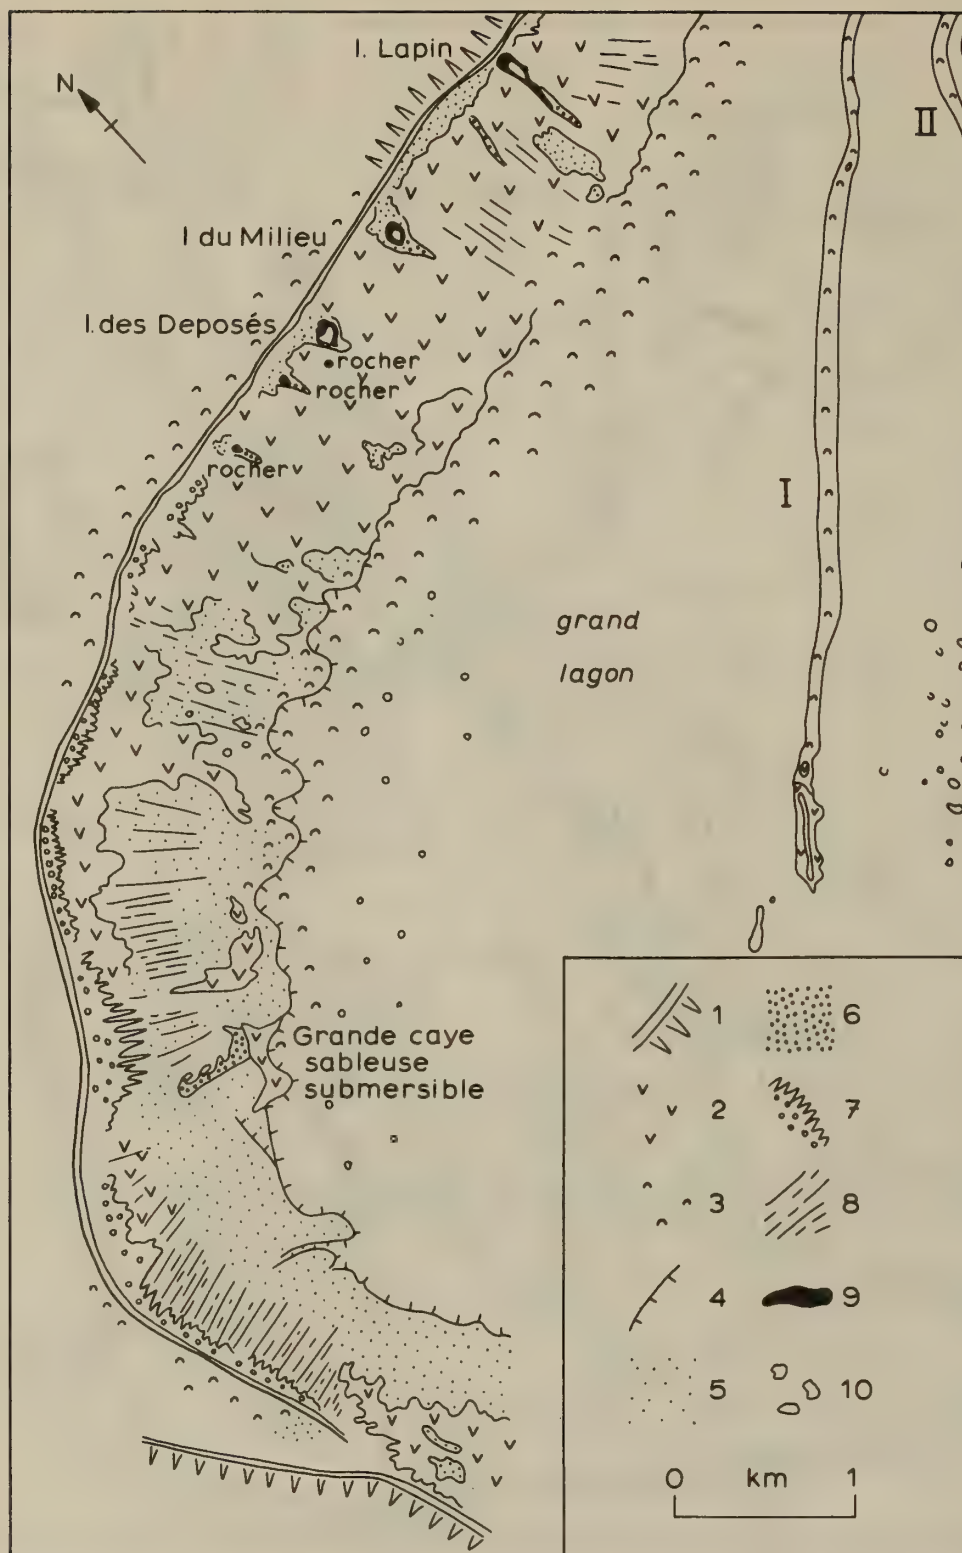 I. Lapin
N
II
I du Milieu
I. des Deposés
rocher
rocher
rocher
I
grand
lagon
Grande caye
sableuse
submersible
1
6
2
7
3
8
4
9
5
10
0 km 1